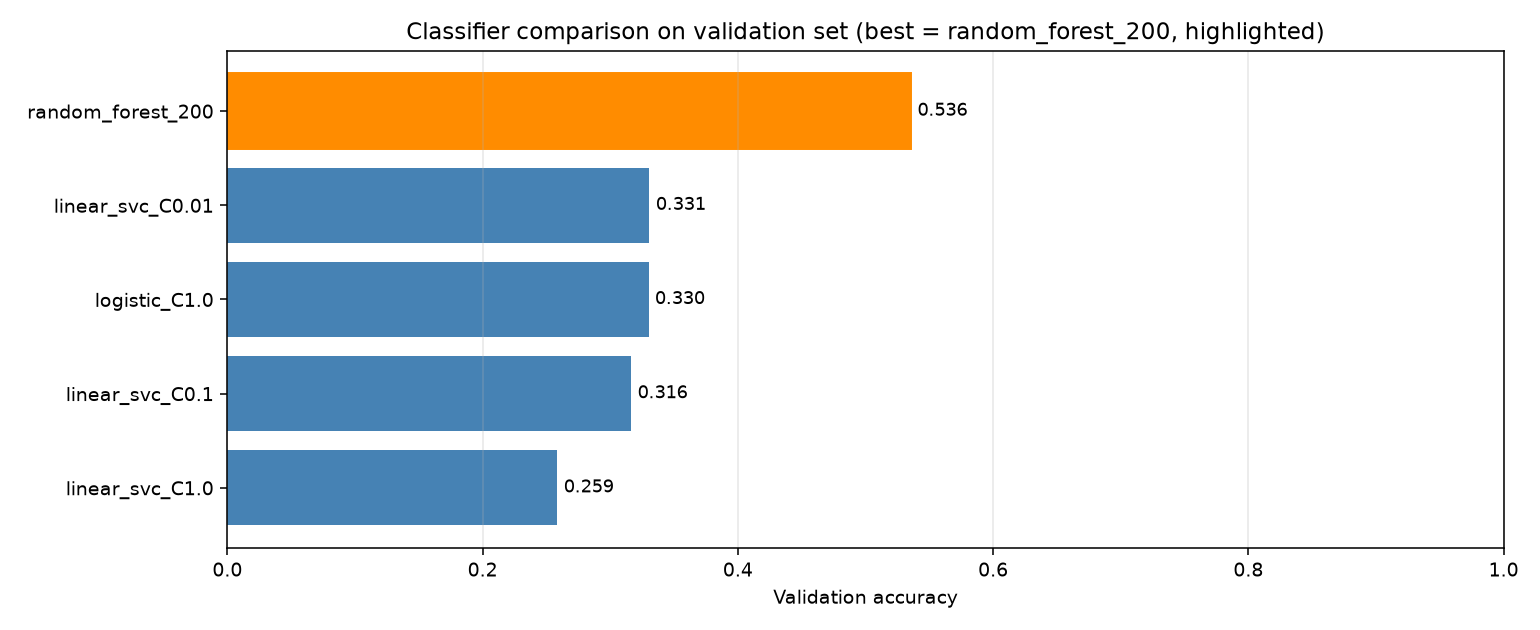 Classifier comparison on validation set (best = random_forest_200, highlighted)
random_forest_200
0.536
linear_svc_C0.01
0.331
logistic_C1.0
0.330
linear_svc_C0.1
0.316
linear_svc_C1.0
0.259
0.0 0.2 0.4 0.6 0.8 1.0
Validation accuracy